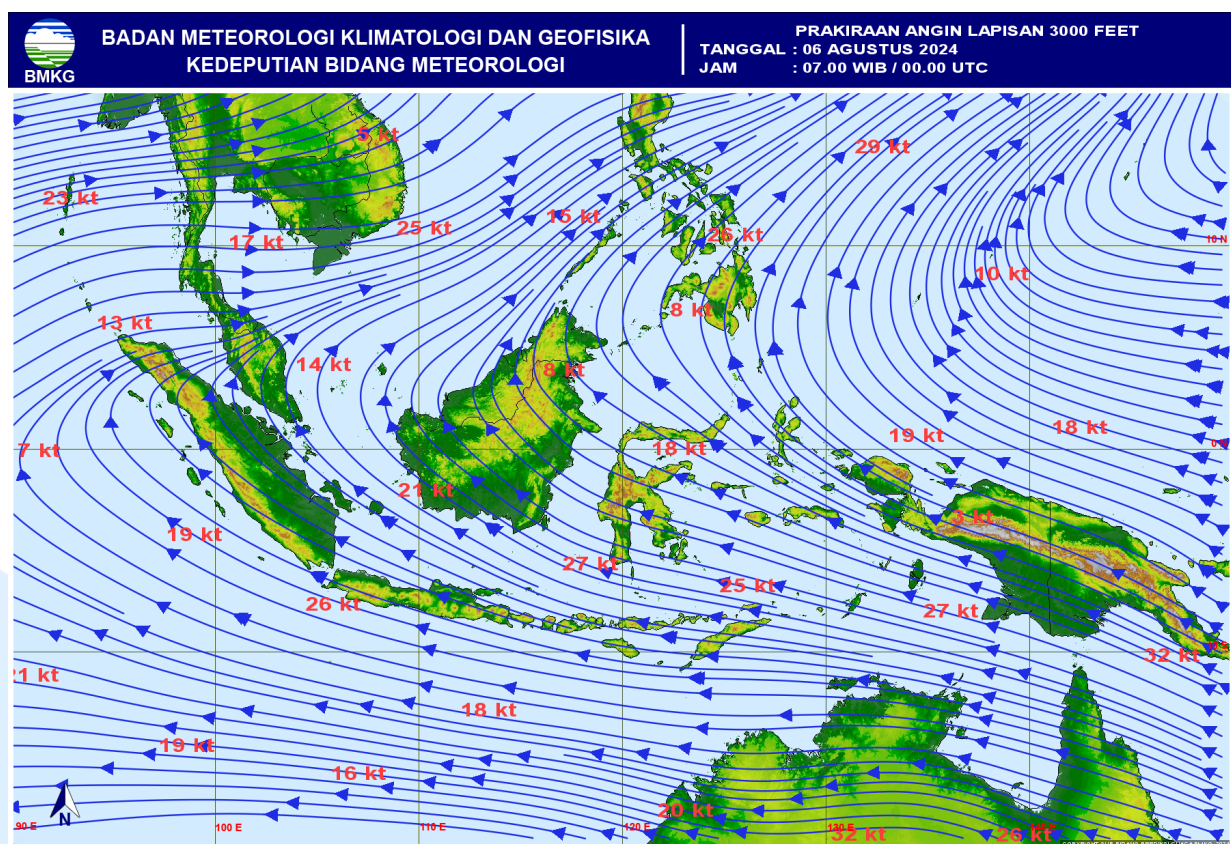 BMKG
BADAN METEOROLOGI KLIMATOLOGI DAN GEOFISIKA
KEDEPUTIAN BIDANG METEOROLOGI
PRAKIRAAN ANGIN LAPISAN 3000 FEET
TANGGAL : 06 AGUSTUS 2024
JAM : 07.00 WIB / 00.00 UTC
5 kt
29 kt
23 kt
15 kt
25 kt
26 kt
17 kt
10 N
10 kt
8 kt
13 kt
14 kt
8 kt
18 kt
19 kt
7 kt
18 kt
21 kt
3 kt
19 kt
27 kt
25 kt
26 kt
27 kt
32 kt
21 kt
18 kt
19 kt
16 kt
20 kt
N
90 E
100 E
110 E
120 E
130 E
32 kt
26 kt